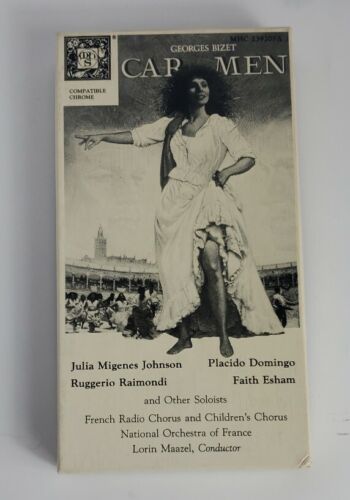 GEORGES BIZET
CARMEN
COMPATIBLE
CHROME
Julia Migenes Johnson
Placido Domingo
Ruggerio Raimondi
Faith Esham
and Other Soloists
French Radio Chorus and Children's Chorus
National Orchestra of France
Lorin Maazel, Conductor